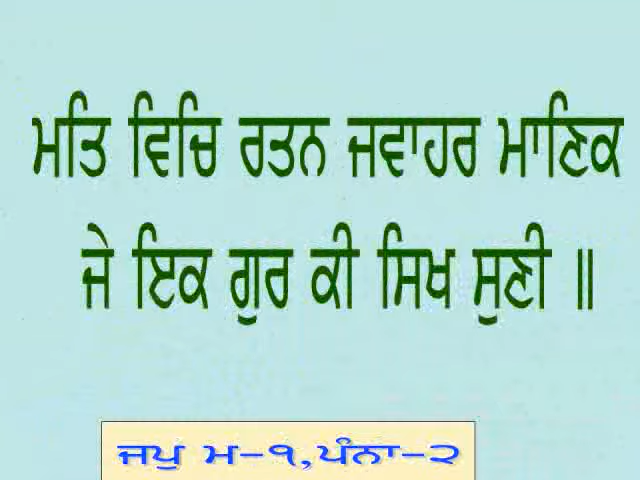 ਮਤਿ ਵਿਚਿ ਰਤਨ ਜਵਾਹਰ ਮਾਣਿਕ
ਜੇ ਇਕ ਗੁਰ ਕੀ ਸਿਖ ਸੁਣੀ ॥
ਜਪੁ ਮ-੧,ਪੰਨਾ-੨